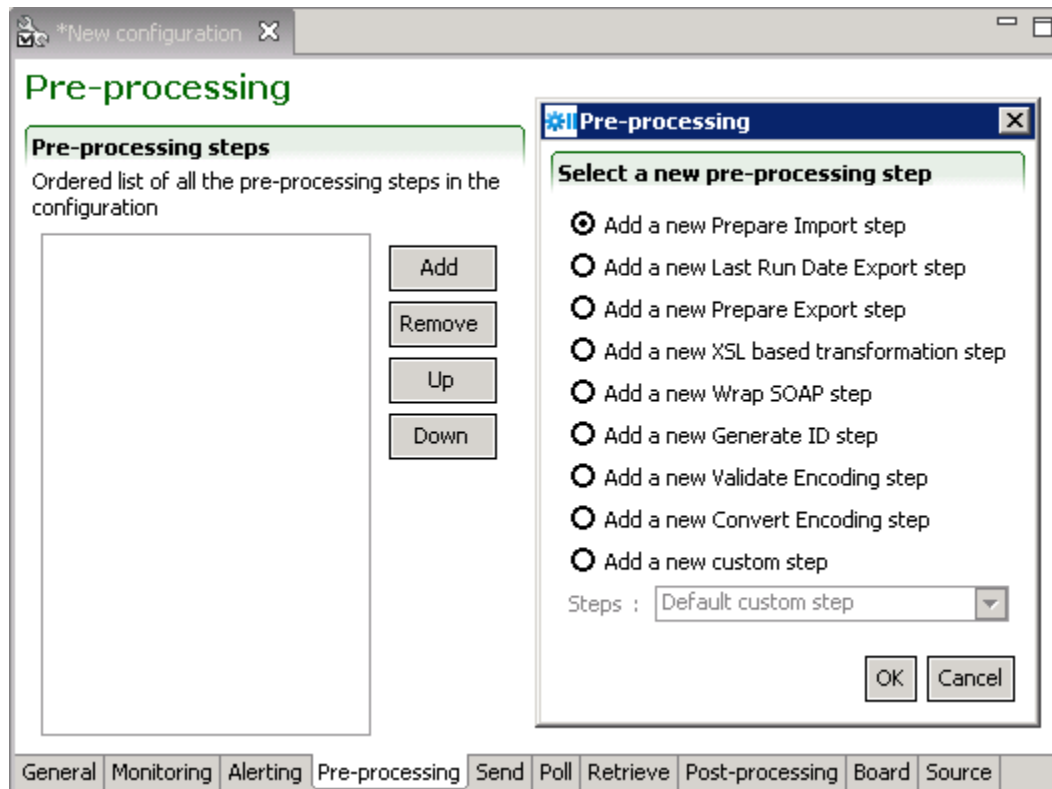 *New configuration
Pre-processing
Pre-processing steps
Ordered list of all the pre-processing steps in the
configuration
Add
Remove
Up
Down
Pre-processing
Select a new pre-processing step
Add a new Prepare Import step
Add a new Last Run Date Export step
Add a new Prepare Export step
Add a new XSL based transformation step
Add a new Wrap SOAP step
Add a new Generate ID step
Add a new Validate Encoding step
Add a new Convert Encoding step
Add a new custom step
Steps : Default custom step
OK Cancel
General Monitoring Alerting Pre-processing Send Poll Retrieve Post-processing Board Source